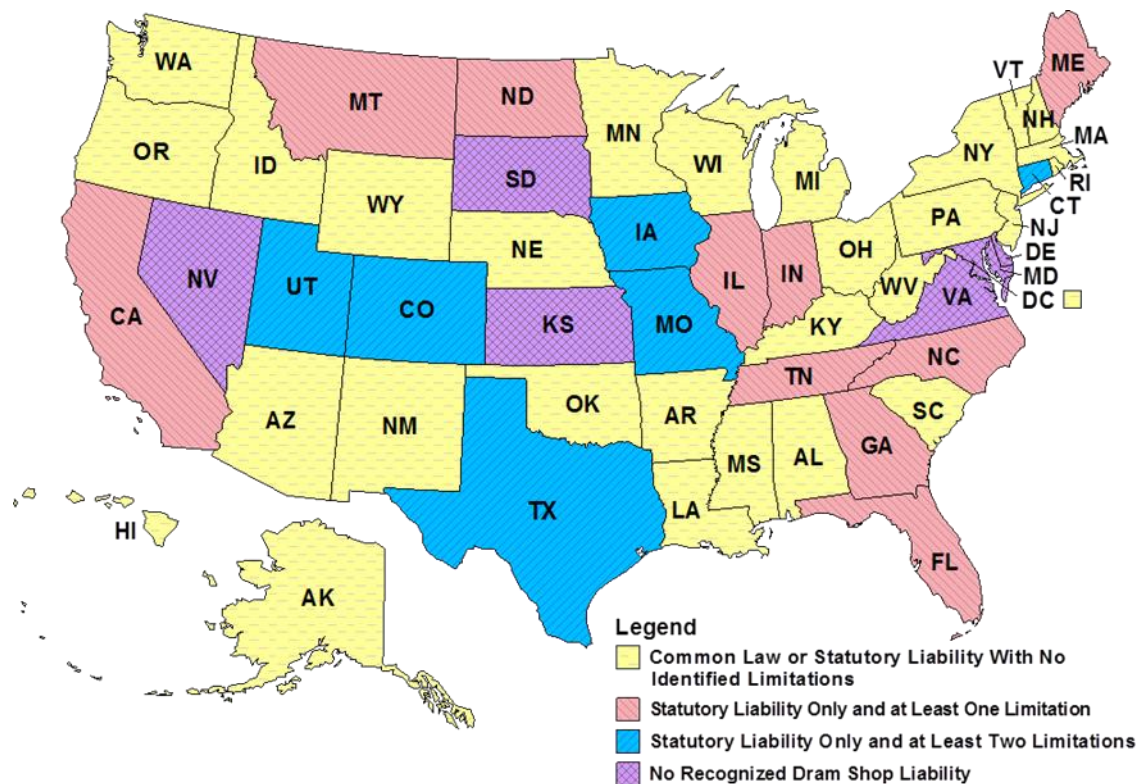 WA
MT
ND
MN
VT
ME
NH
MA
OR
ID
SD
WI
MI
NY
RI
CT
WY
IA
NE
PA
NJ
OH
DE
MD
DC
NV
UT
CO
IL
IN
WV
VA
CA
KS
MO
KY
NC
TN
AZ
NM
OK
AR
SC
MS
AL
GA
TX
LA
HI
FL
AK
Legend
Common Law or Statutory Liability With No
Identified Limitations
Statutory Liability Only and at Least One Limitation
Statutory Liability Only and at Least Two Limitations
No Recognized Dram Shop Liability